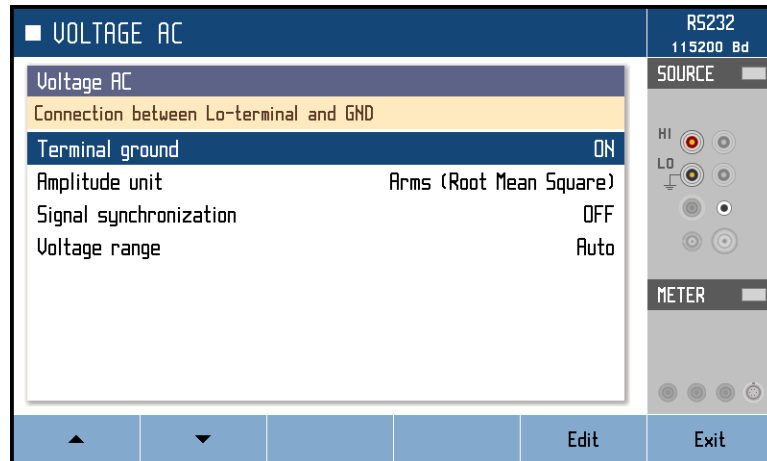 VOLTAGE AC
RS232
115200 Bd
Voltage AC
Connection between Lo-terminal and GND
Terminal ground ON
Amplitude unit Arms (Root Mean Square)
Signal synchronization OFF
Voltage range Auto
SOURCE
HI
LO
METER
Edit
Exit